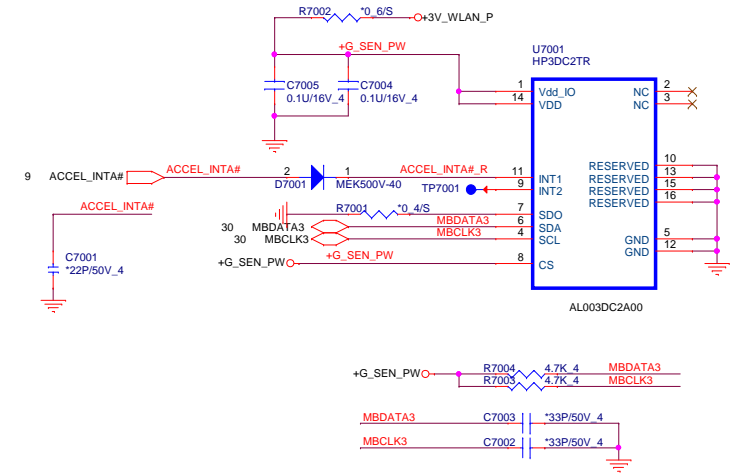 R7002 *0_6/S +3V_WLAN_P
+G_SEN_PW
C7005 C7004
0.1U/16V_4 0.1U/16V_4
U7001
HP3DC2TR
1 Vdd_IO NC 2
14 VDD NC 3
RESERVED 10
9 ACCEL_INTA# ACCEL_INTA# 2 1 ACCEL_INTA#_R 11 INT1 RESERVED 13
D7001 MEK500V-40 TP7001 9 INT2 RESERVED 15
RESERVED 16
ACCEL_INTA# R7001 *0_4/S 7 SDO
30 MBDATA3 MBDATA3 6 SDA GND 5
30 MBCLK3 MBCLK3 4 SCL GND 12
+G_SEN_PW +G_SEN_PW 8 CS
C7001
*22P/50V_4
AL003DC2A00
+G_SEN_PW R7004 4.7K_4 MBDATA3
R7003 4.7K_4 MBCLK3
MBDATA3 C7003 *33P/50V_4
MBCLK3 C7002 *33P/50V_4